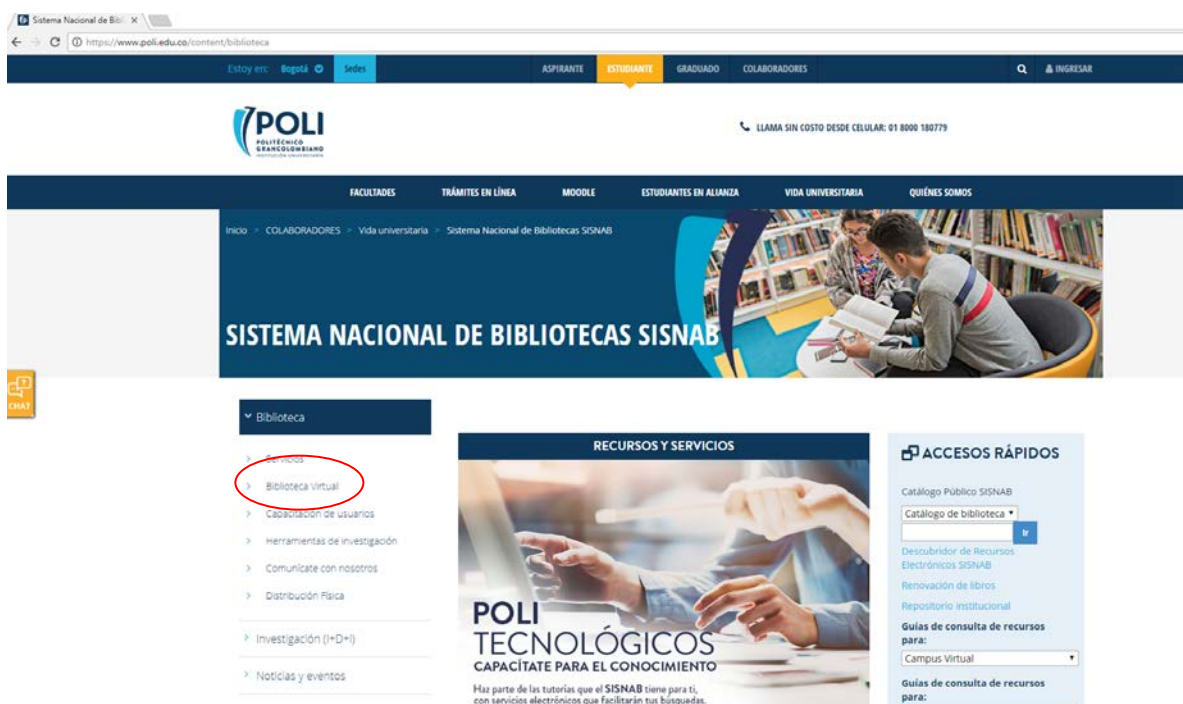 Sistema Nacional de Bib
https://www.poli.edu.co/content/biblioteca
Estoy en: Bogotá Sedes ASPIRANTE ESTUDIANTE GRADUADO COLABORADORES INGRESAR
POLI
POLITÉCNICO
GRANCOLOMBIANO
INSTITUCIÓN UNIVERSITARIA
LLAMA SIN COSTO DESDE CELULAR: 01 8000 180779
FACULTADES TRÁMITES EN LÍNEA MOODLE ESTUDIANTES EN ALIANZA VIDA UNIVERSITARIA QUIÉNES SOMOS
Inicio > COLABORADORES > Vida universitaria > Sistema Nacional de Bibliotecas SISNAB
SISTEMA NACIONAL DE BIBLIOTECAS SISNAB
CHAT
Biblioteca
Servicios
Biblioteca Virtual
Capacitación de usuarios
Herramientas de investigación
Comunícate con nosotros
Distribución Física
Investigación (I+D+I)
Noticias y eventos
RECURSOS Y SERVICIOS
POLI
TECNOLÓGICOS
CAPACÍTATE PARA EL CONOCIMIENTO
Haz parte de las tutorías que el SISNAB tiene para ti,
con servicios electrónicos que facilitarán tus búsquedas.
ACCESOS RÁPIDOS
Catálogo Público SISNAB
Catálogo de biblioteca
Ir
Descubridor de Recursos
Electrónicos SISNAB
Renovación de libros
Repositorio institucional
Guías de consulta de recursos
para:
Campus Virtual
Guías de consulta de recursos
para: